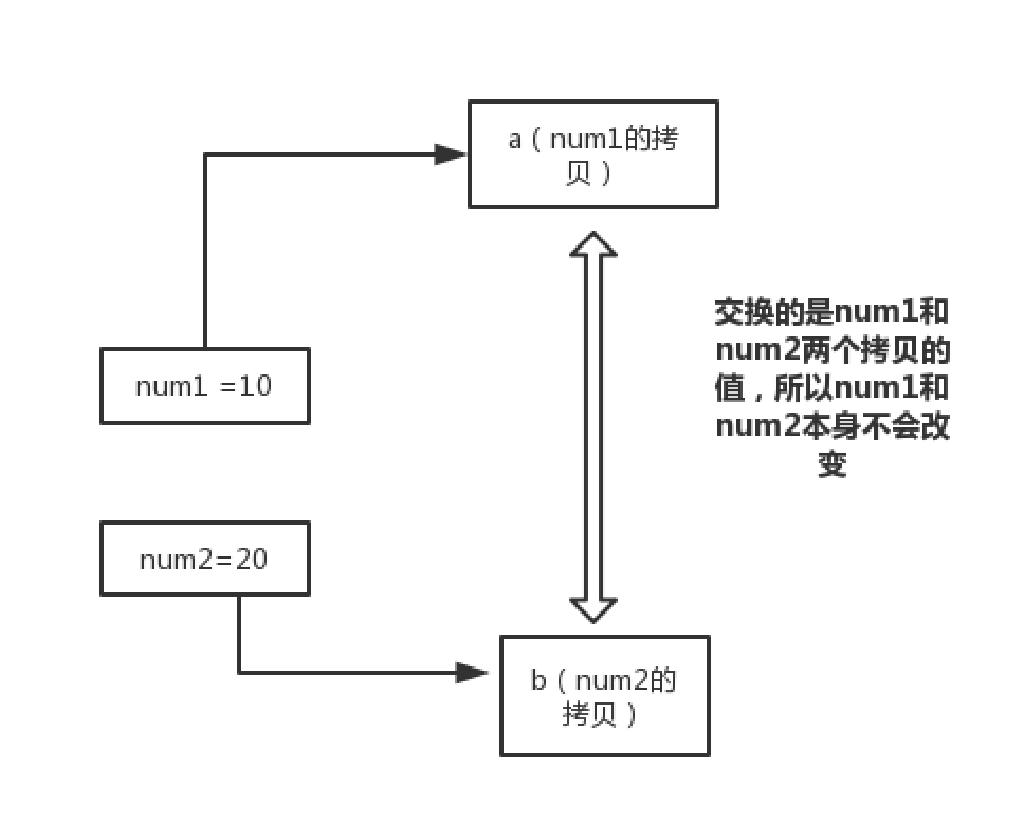 a（num1的拷
贝）
交换的是num1和
num2两个拷贝的
值，所以num1和
num2本身不会改
变
num1 =10
num2=20
b（num2的
拷贝）